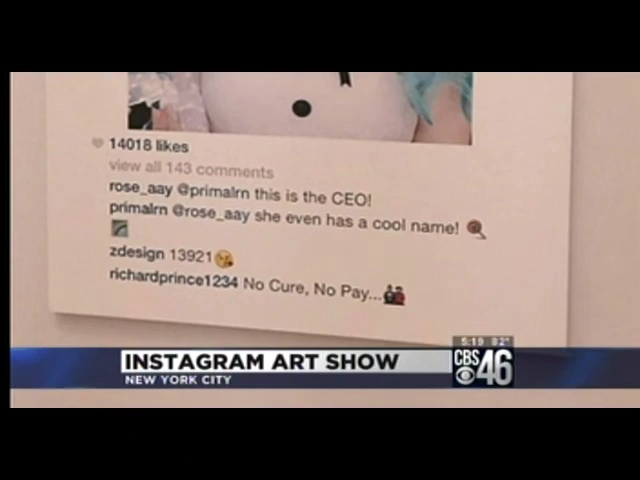 14018 likes
view all 143 comments
rose_aay @primalrn this is the CEO!
primalrn @rose_aay she even has a cool name! 🍭
zdesign 13921 😘
richardprince1234 No Cure, No Pay...👫
INSTAGRAM ART SHOW
NEW YORK CITY
5:19 82°
CBS 46